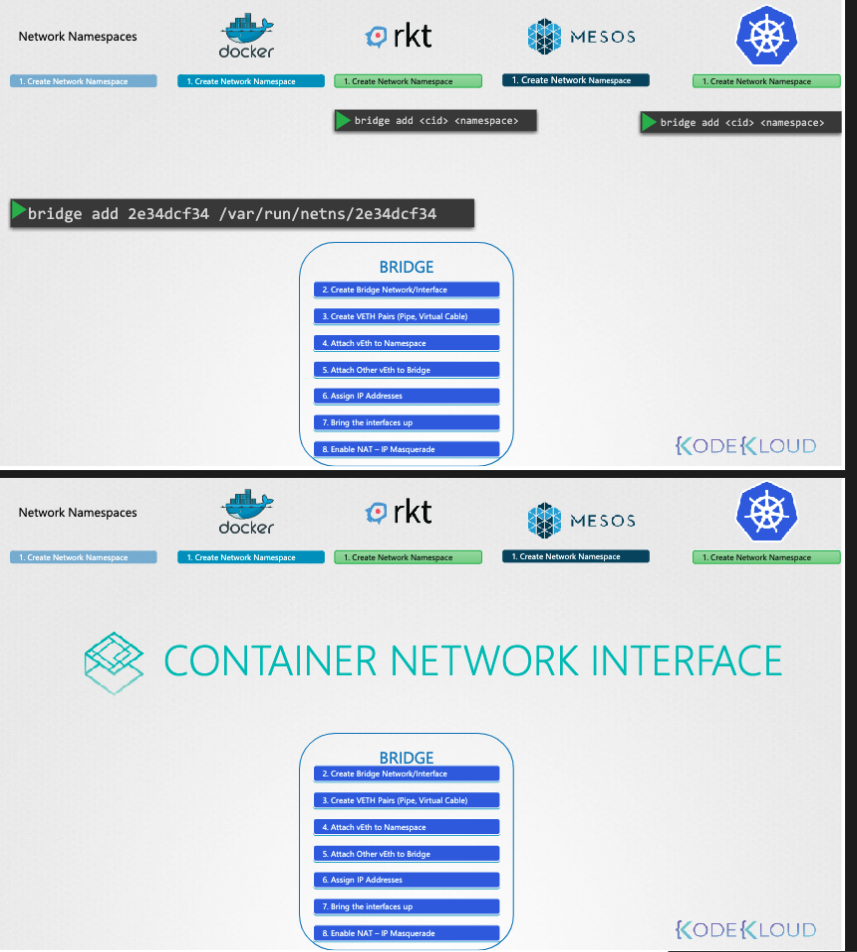 Network Namespaces
docker
rkt
MESOS
1. Create Network Namespace
1. Create Network Namespace
1. Create Network Namespace
1. Create Network Namespace
1. Create Network Namespace
bridge add <cid> <namespace>
bridge add <cid> <namespace>
bridge add 2e34dcf34 /var/run/netns/2e34dcf34
BRIDGE
2. Create Bridge Network/Interface
3. Create VETH Pairs (Pipe, Virtual Cable)
4. Attach vEth to Namespace
5. Attach Other vEth to Bridge
6. Assign IP Addresses
7. Bring the interfaces up
8. Enable NAT – IP Masquerade
KODEKLOUD
Network Namespaces
docker
rkt
MESOS
1. Create Network Namespace
1. Create Network Namespace
1. Create Network Namespace
1. Create Network Namespace
1. Create Network Namespace
CONTAINER NETWORK INTERFACE
BRIDGE
2. Create Bridge Network/Interface
3. Create VETH Pairs (Pipe, Virtual Cable)
4. Attach vEth to Namespace
5. Attach Other vEth to Bridge
6. Assign IP Addresses
7. Bring the interfaces up
8. Enable NAT – IP Masquerade
KODEKLOUD